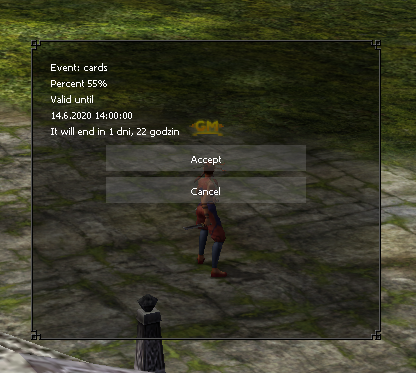 Event: cards
Percent 55%
Valid until
14.6.2020 14:00:00
It will end in 1 dni, 22 godzin
GM
Accept
Cancel